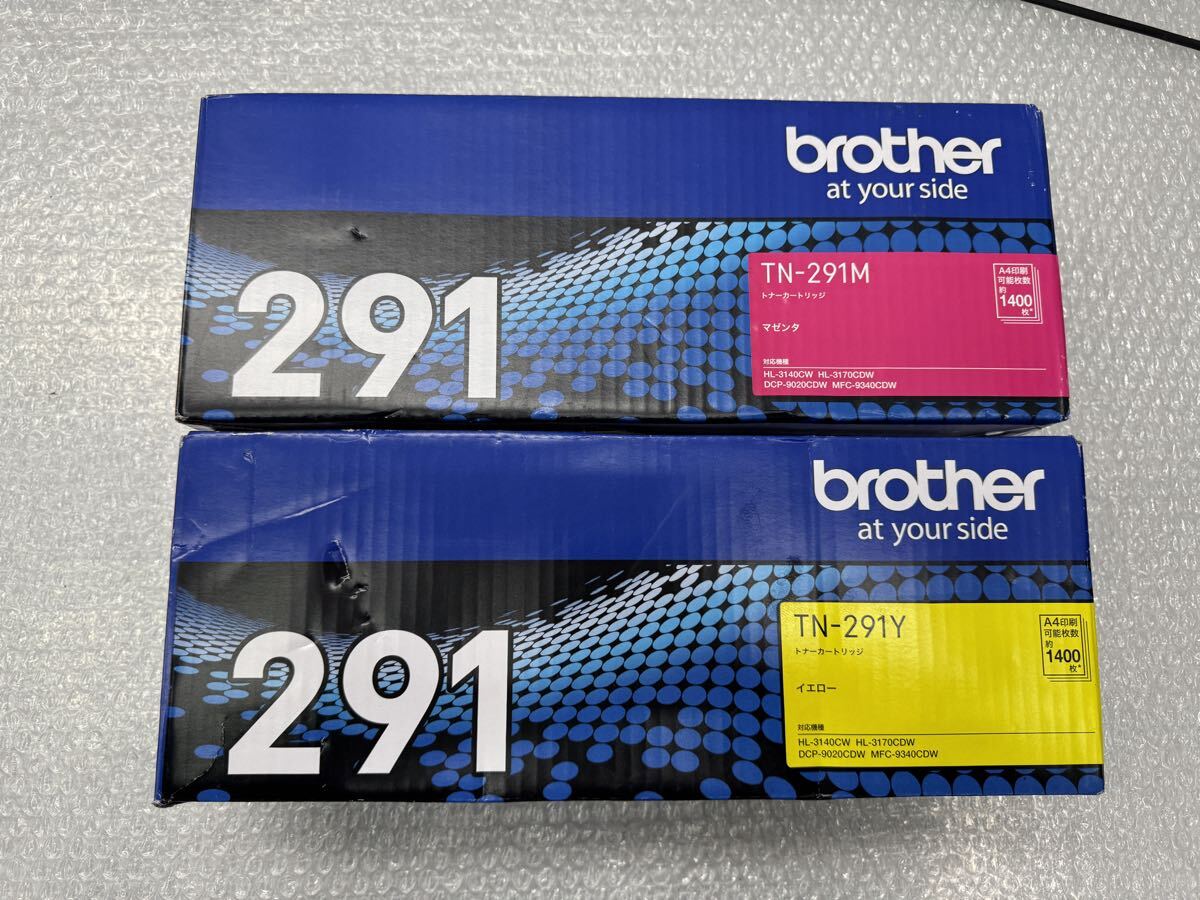 brother
at your side
291
TN-291M
トナーカートリッジ
マゼンタ
A4印刷
可能枚数
約
1400
枚*
対応機種
HL-3140CW HL-3170CDW
DCP-9020CDW MFC-9340CDW
brother
at your side
291
TN-291Y
トナーカートリッジ
イエロー
A4印刷
可能枚数
約
1400
枚*
対応機種
HL-3140CW HL-3170CDW
DCP-9020CDW MFC-9340CDW